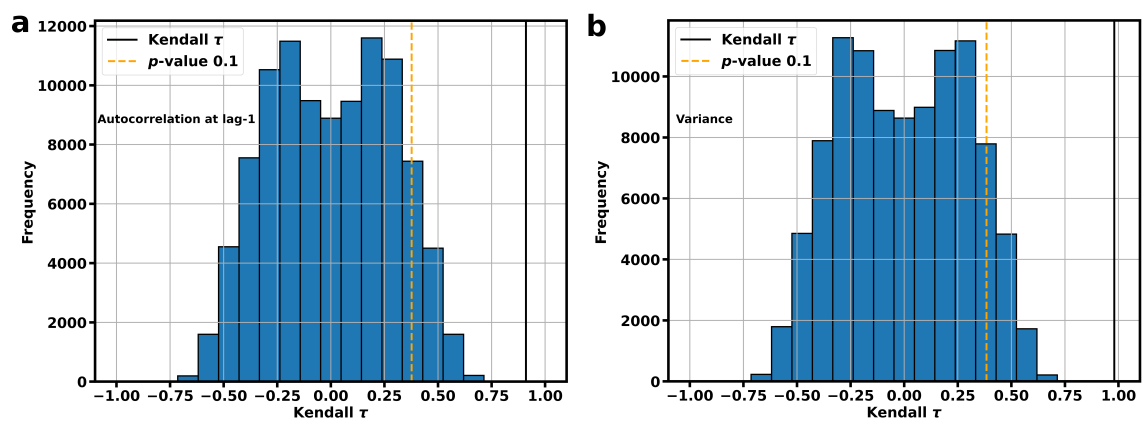 a
12000
10000
8000
6000
4000
2000
0
Frequency
Kendall τ
p-value 0.1
Autocorrelation at lag-1
−1.00 −0.75 −0.50 −0.25 0.00 0.25 0.50 0.75 1.00
Kendall τ
b
10000
8000
6000
4000
2000
0
Frequency
Kendall τ
p-value 0.1
Variance
−1.00 −0.75 −0.50 −0.25 0.00 0.25 0.50 0.75 1.00
Kendall τ